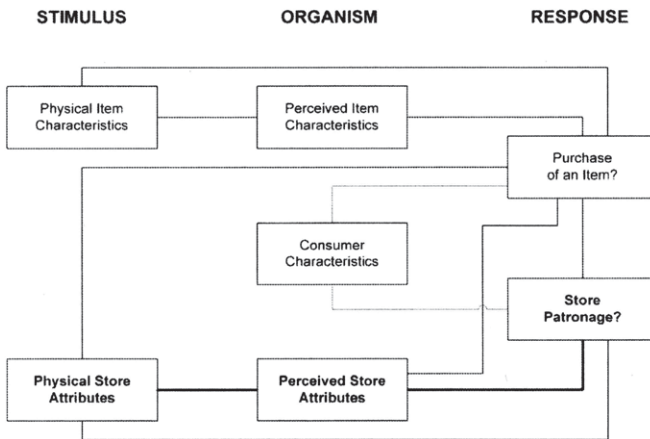 STIMULUS ORGANISM RESPONSE
Physical Item
Characteristics
Perceived Item
Characteristics
Purchase
of an Item?
Consumer
Characteristics
Store
Patronage?
Physical Store
Attributes
Perceived Store
Attributes